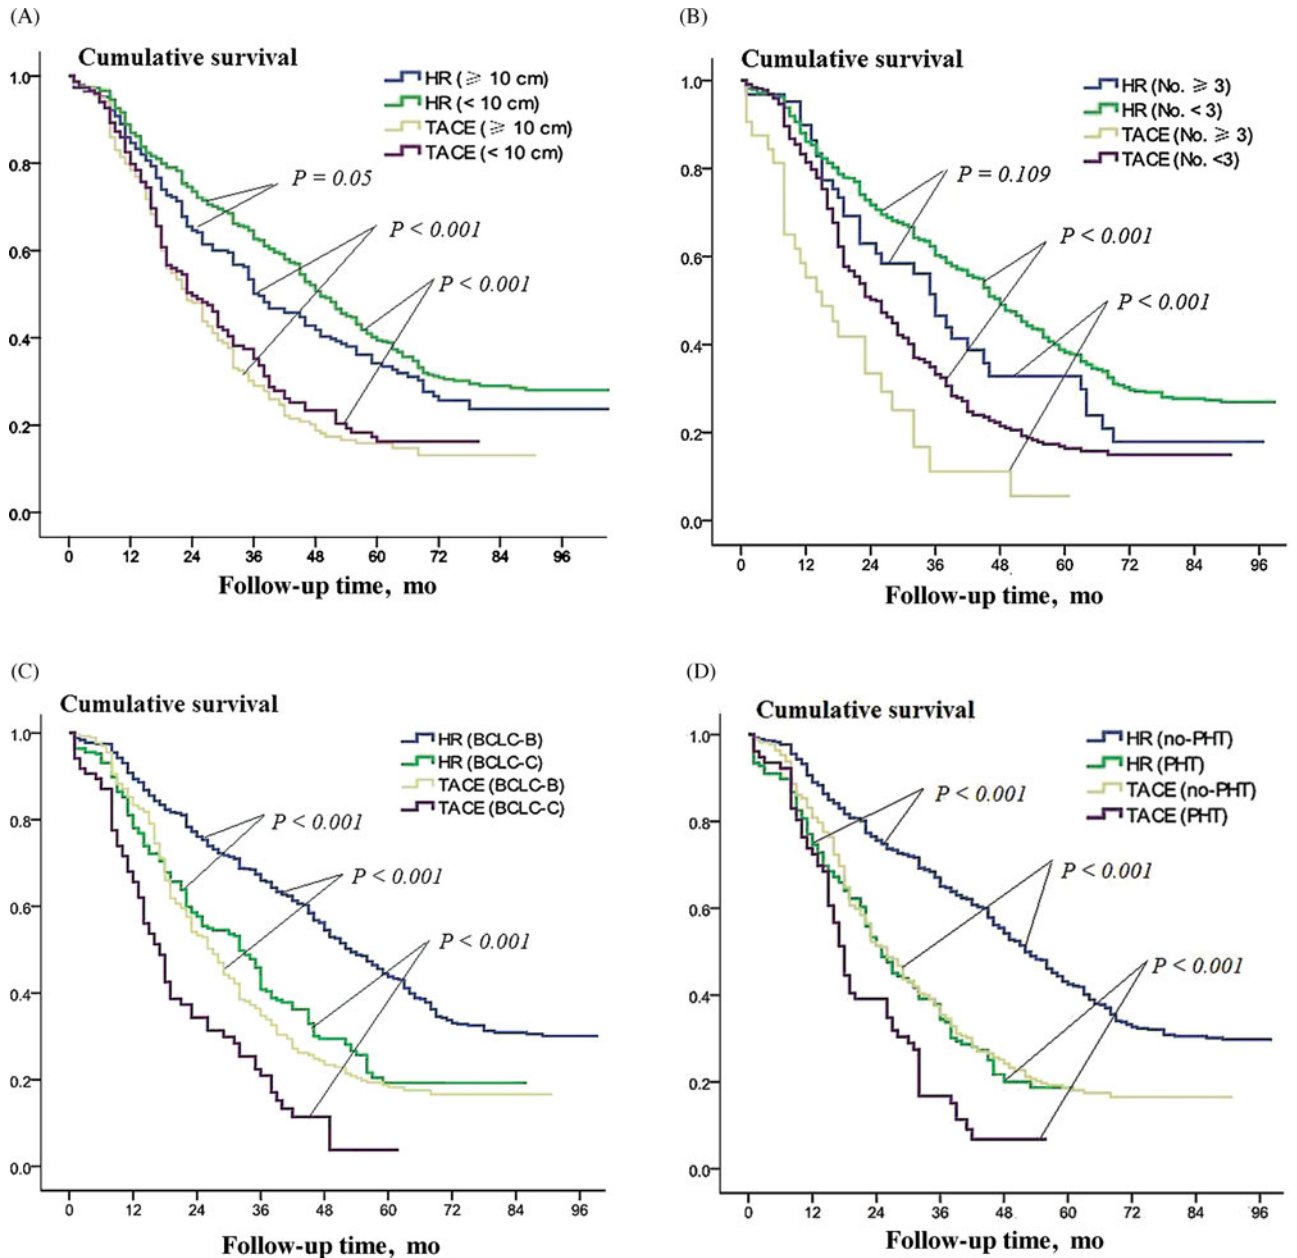 (A)
Cumulative survival
HR (⩾ 10 cm)
HR (< 10 cm)
TACE (⩾ 10 cm)
TACE (< 10 cm)
P = 0.05
P < 0.001
P < 0.001
1.0
0.8
0.6
0.4
0.2
0.0
0 12 24 36 48 60 72 84 96
Follow-up time, mo
(B)
Cumulative survival
HR (No. ⩾ 3)
HR (No. < 3)
TACE (No. ⩾ 3)
TACE (No. <3)
P = 0.109
P < 0.001
P < 0.001
1.0
0.8
0.6
0.4
0.2
0.0
0 12 24 36 48 60 72 84 96
Follow-up time, mo
(C)
Cumulative survival
HR (BCLC-B)
HR (BCLC-C)
TACE (BCLC-B)
TACE (BCLC-C)
P < 0.001
P < 0.001
P < 0.001
1.0
0.8
0.6
0.4
0.2
0.0
0 12 24 36 48 60 72 84 96
Follow-up time, mo
(D)
Cumulative survival
HR (no-PHT)
HR (PHT)
TACE (no-PHT)
TACE (PHT)
P < 0.001
P < 0.001
P < 0.001
1.0
0.8
0.6
0.4
0.2
0.0
0 12 24 36 48 60 72 84 96
Follow-up time, mo